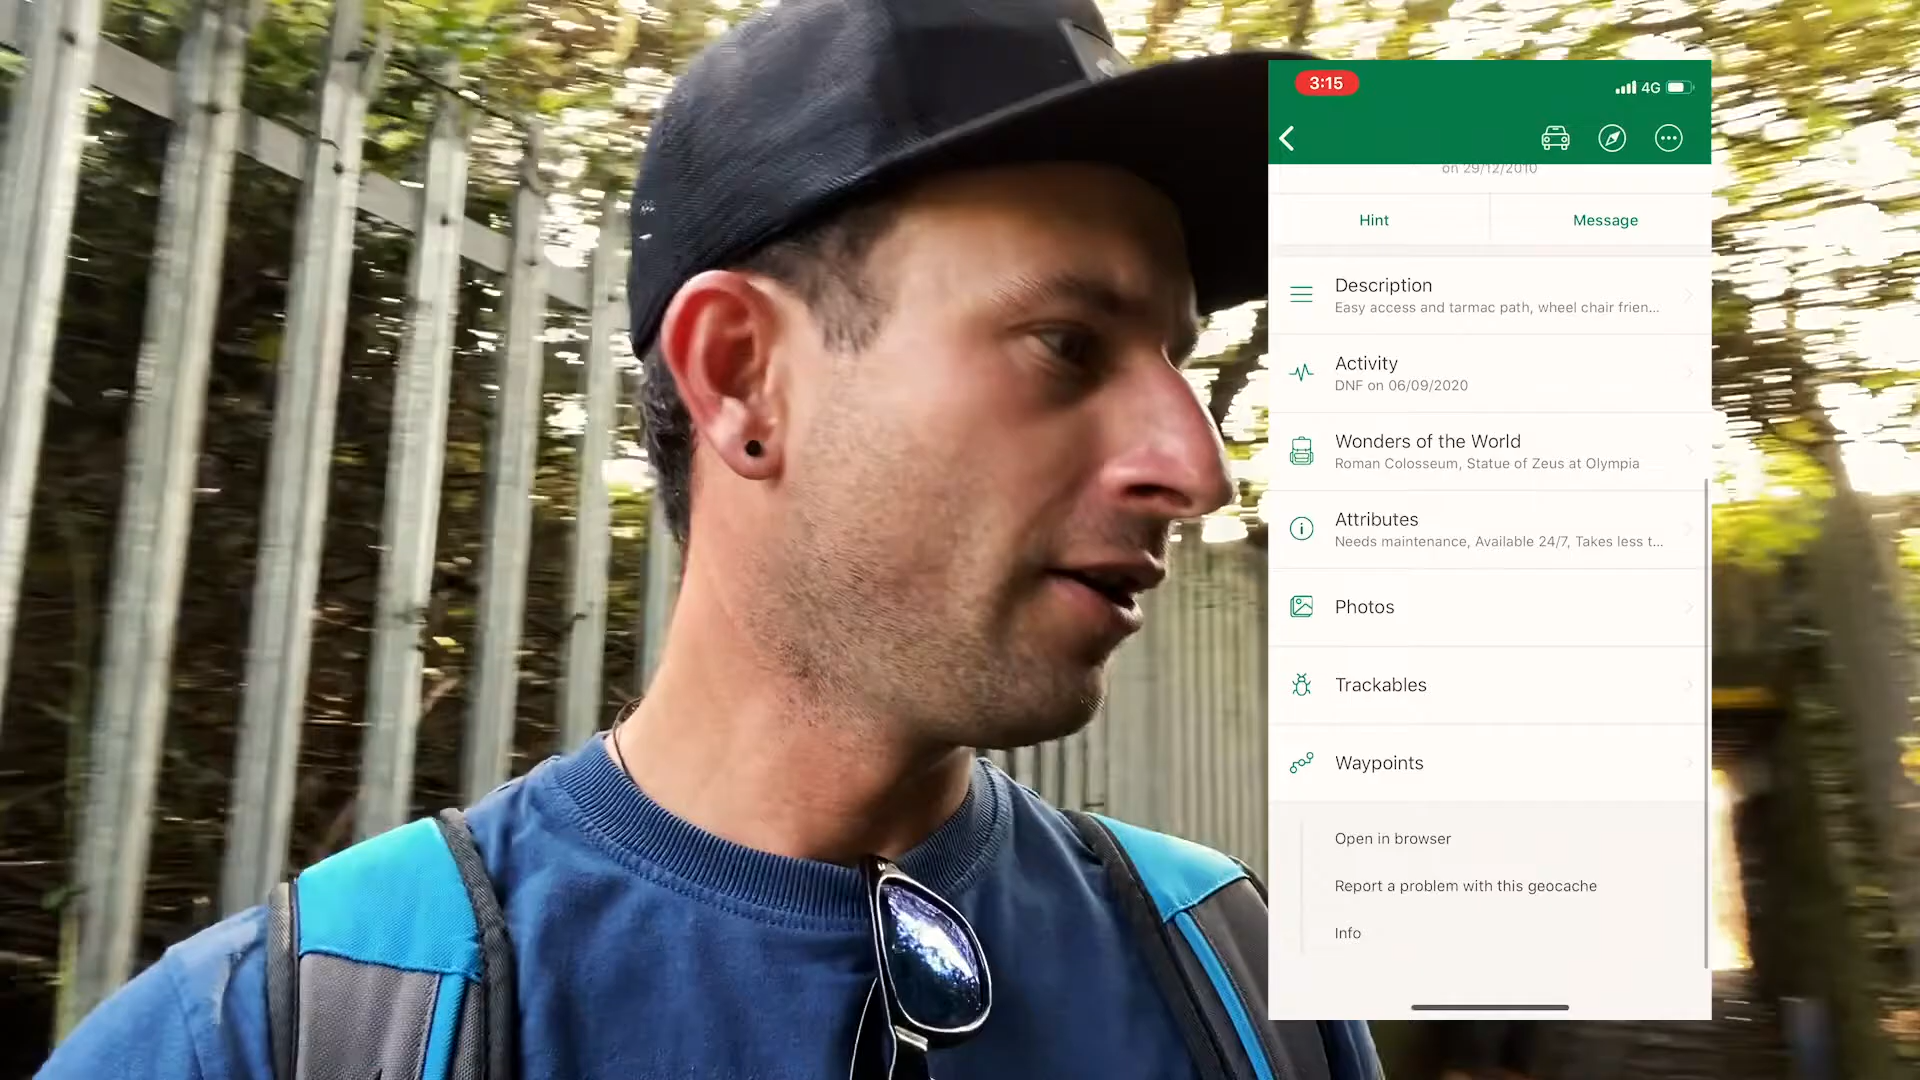 3:15
4G
on 29/12/2010
Hint
Message
Description
Easy access and tarmac path, wheel chair frien...
Activity
DNF on 06/09/2020
Wonders of the World
Roman Colosseum, Statue of Zeus at Olympia
Attributes
Needs maintenance, Available 24/7, Takes less t...
Photos
Trackables
Waypoints
Open in browser
Report a problem with this geocache
Info